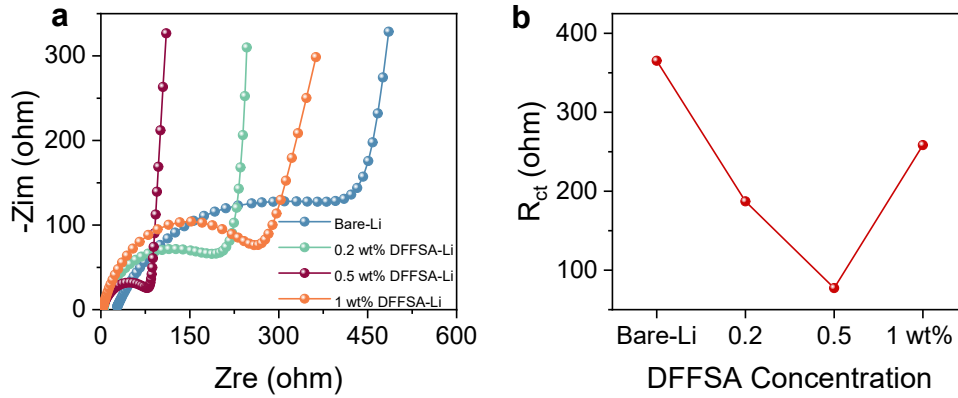 a
-Zim (ohm)
300
200
100
0
0 150 300 450 600
Zre (ohm)
Bare-Li
0.2 wt% DFFSA-Li
0.5 wt% DFFSA-Li
1 wt% DFFSA-Li
b
Rct (ohm)
400
300
200
100
Bare-Li 0.2 0.5 1 wt%
DFFSA Concentration